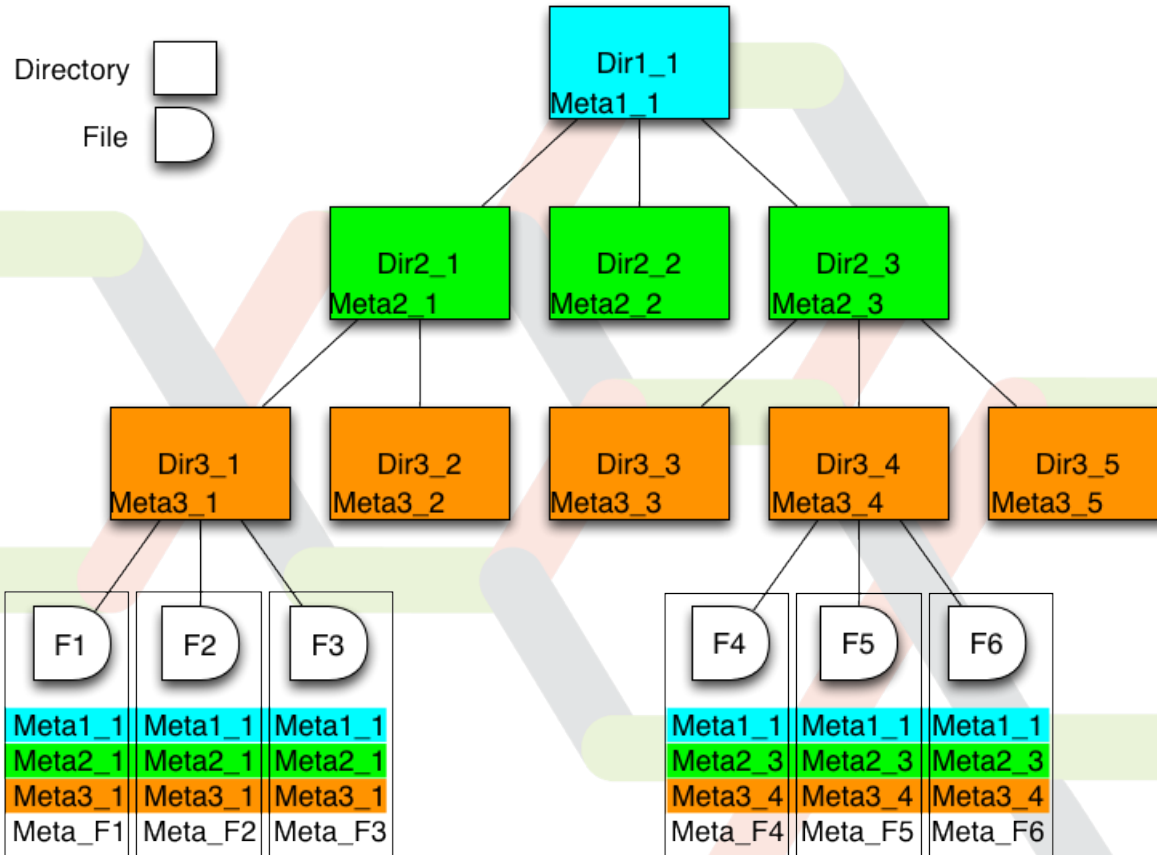 Directory
File
Dir1_1
Meta1_1
Dir2_1
Meta2_1
Dir2_2
Meta2_2
Dir2_3
Meta2_3
Dir3_1
Meta3_1
Dir3_2
Meta3_2
Dir3_3
Meta3_3
Dir3_4
Meta3_4
Dir3_5
Meta3_5
F1
Meta1_1
Meta2_1
Meta3_1
Meta_F1
F2
Meta1_1
Meta2_1
Meta3_1
Meta_F2
F3
Meta1_1
Meta2_1
Meta3_1
Meta_F3
F4
Meta1_1
Meta2_3
Meta3_4
Meta_F4
F5
Meta1_1
Meta2_3
Meta3_4
Meta_F5
F6
Meta1_1
Meta2_3
Meta3_4
Meta_F6